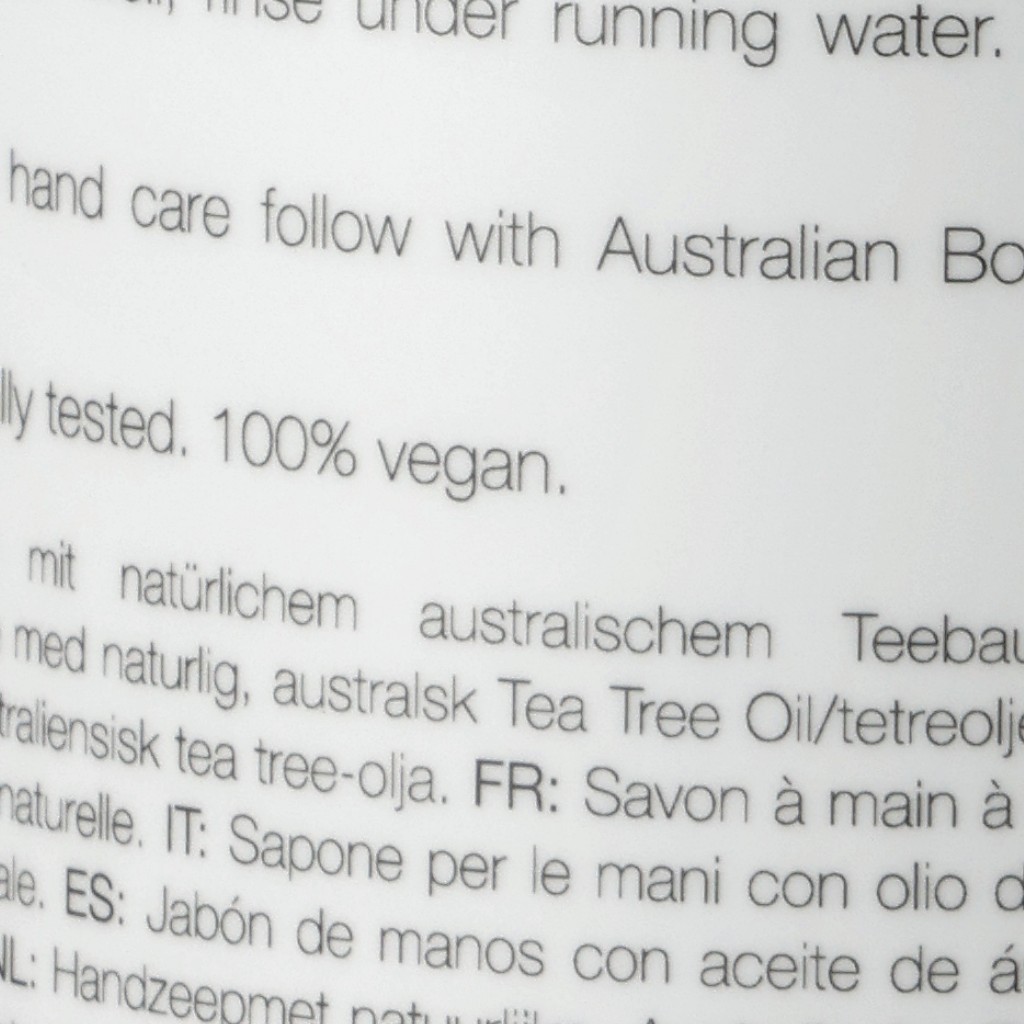 rinse under running water.
hand care follow with Australian Bo
lly tested. 100% vegan.
mit natürlichem australischem Teebau
med naturlig, australsk Tea Tree Oil/tetreolje
traliensisk tea tree-olja. FR: Savon à main à
naturelle. IT: Sapone per le mani con olio d
ale. ES: Jabón de manos con aceite de á
NL: Handzeepmet